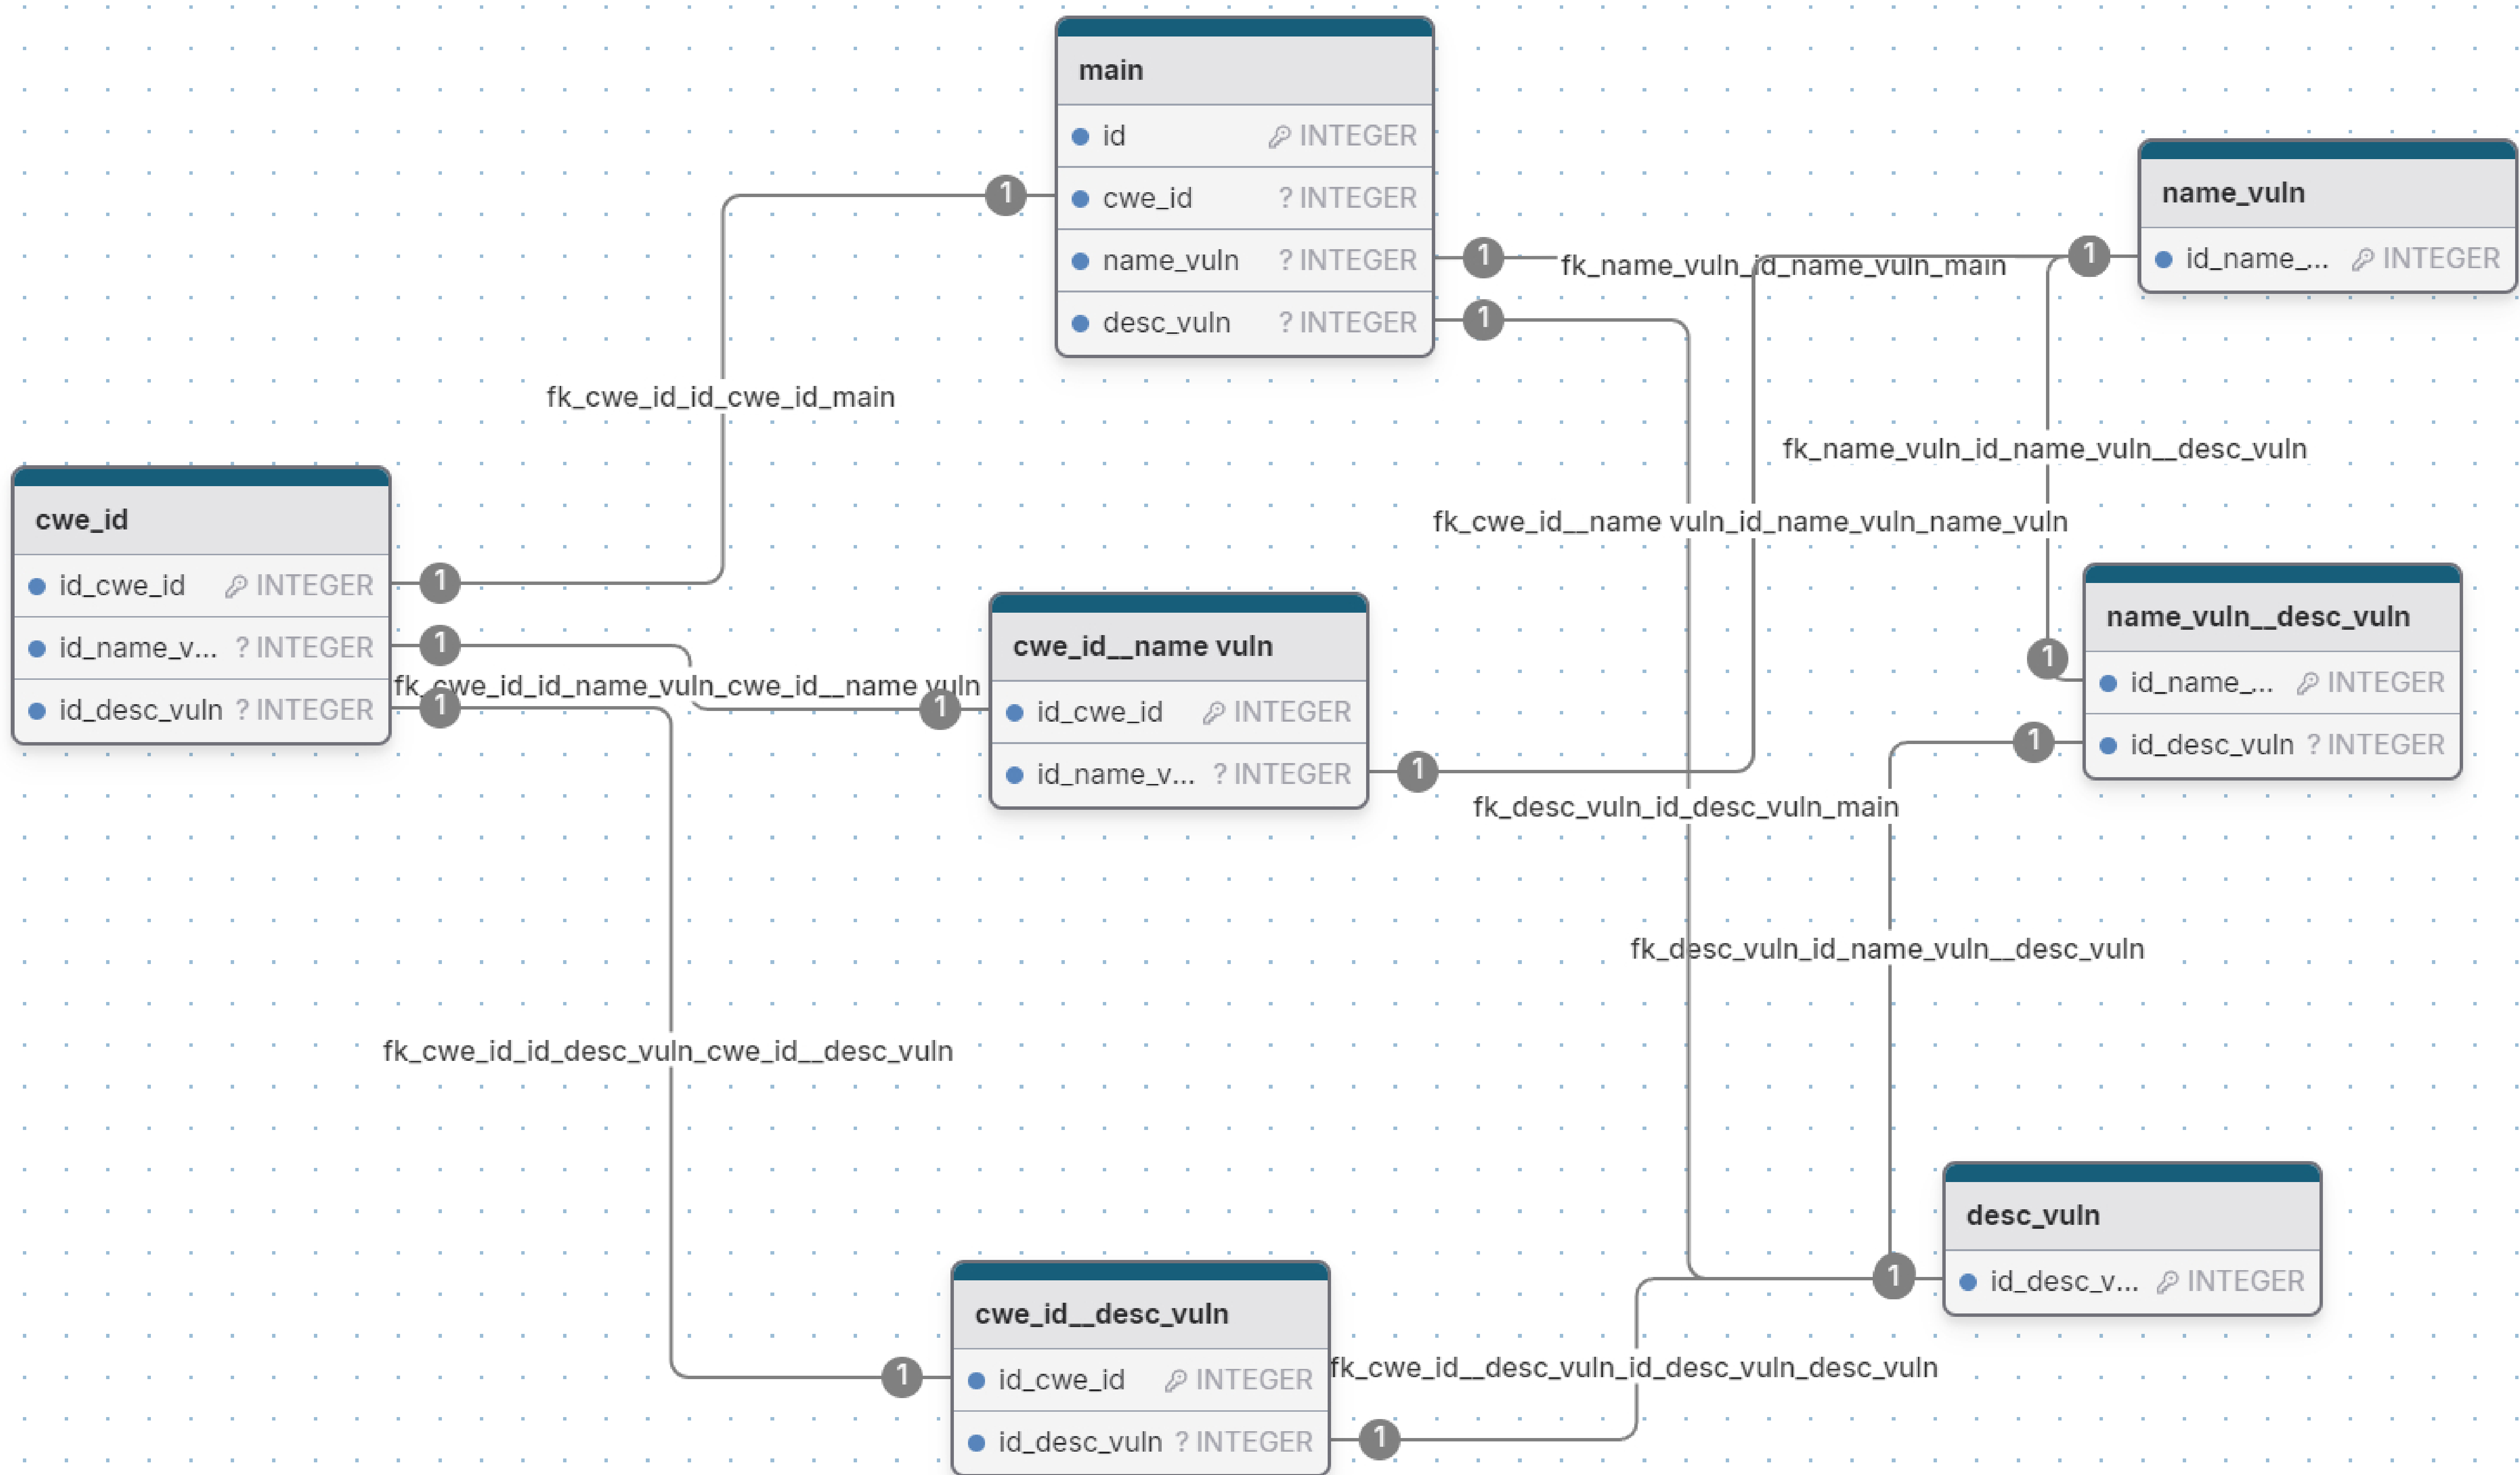 main
id INTEGER
cwe_id ? INTEGER
name_vuln ? INTEGER
desc_vuln ? INTEGER
1
1
1
fk_name_vuln_id_name_vuln_main
1
name_vuln
id_name_... INTEGER
fk_cwe_id_id_cwe_id_main
fk_name_vuln_id_name_vuln__desc_vuln
cwe_id
id_cwe_id INTEGER
id_name_v... ? INTEGER
id_desc_vuln ? INTEGER
1
1
1
fk_cwe_id_id_name_vuln_cwe_id__name vuln
1
cwe_id__name vuln
id_cwe_id INTEGER
id_name_v... ? INTEGER
1
fk_cwe_id__name vuln_id_name_vuln_name_vuln
name_vuln__desc_vuln
id_name_... INTEGER
id_desc_vuln ? INTEGER
1
1
fk_desc_vuln_id_desc_vuln_main
fk_desc_vuln_id_name_vuln__desc_vuln
fk_cwe_id_id_desc_vuln_cwe_id__desc_vuln
desc_vuln
id_desc_v... INTEGER
1
cwe_id__desc_vuln
id_cwe_id INTEGER
id_desc_vuln ? INTEGER
1
1
fk_cwe_id__desc_vuln_id_desc_vuln_desc_vuln